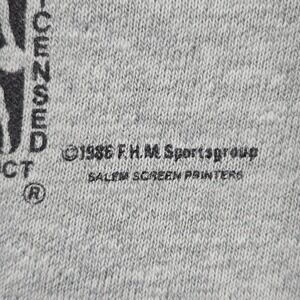 ICENSED
CT
®
©1986 F.H.M. Sportsgroup
SALEM SCREEN PRINTERS